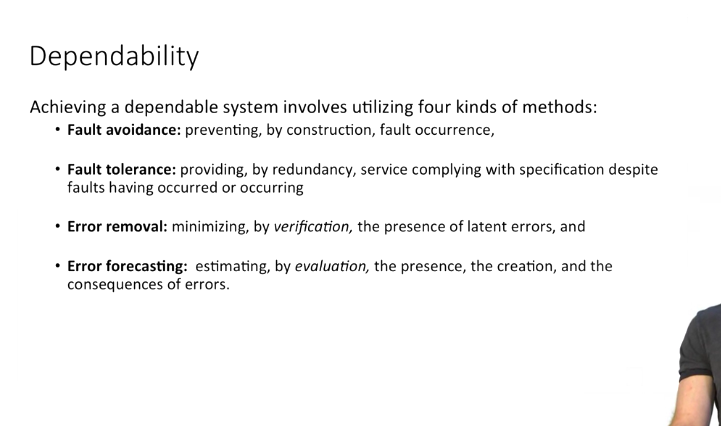 Dependability
Achieving a dependable system involves utilizing four kinds of methods:
• Fault avoidance: preventing, by construction, fault occurrence,
• Fault tolerance: providing, by redundancy, service complying with specification despite
faults having occurred or occurring
• Error removal: minimizing, by verification, the presence of latent errors, and
• Error forecasting: estimating, by evaluation, the presence, the creation, and the
consequences of errors.